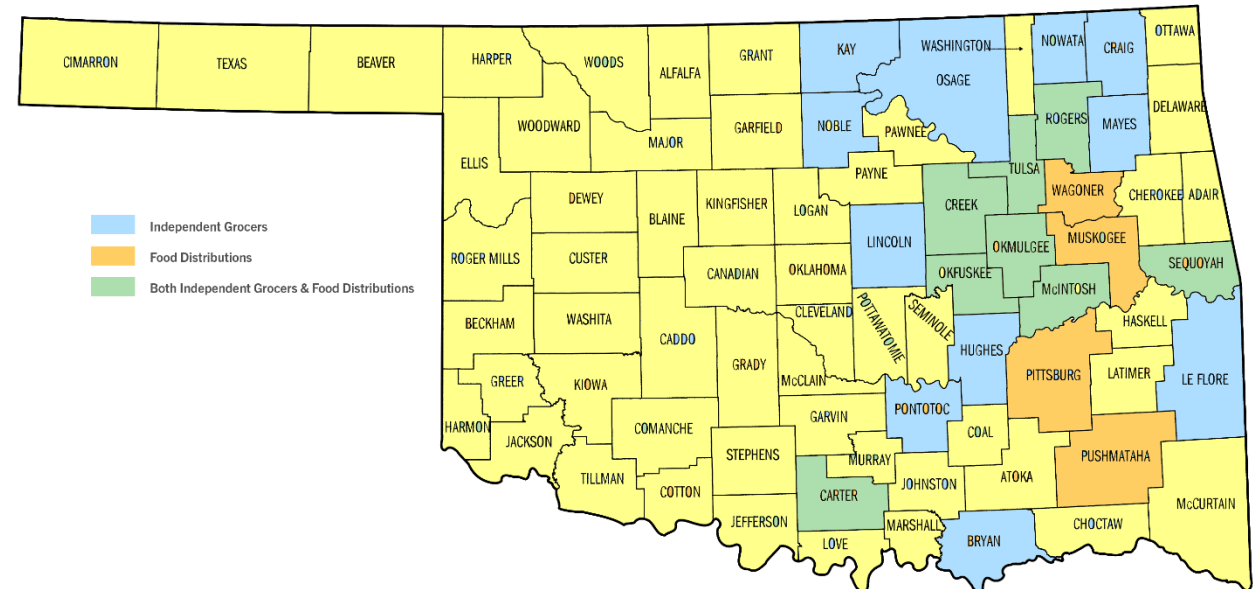 CIMARRON
TEXAS
BEAVER
HARPER
WOODS
ALFALFA
GRANT
KAY
WASHINGTON
OSAGE
NOWATA
CRAIG
OTTAWA
WOODWARD
MAJOR
GARFIELD
NOBLE
PAWNEE
ROGERS
MAYES
DELAWARE
ELLIS
DEWEY
BLAINE
KINGFISHER
LOGAN
PAYNE
CREEK
TULSA
WAGONER
CHEROKEE
ADAIR
Independent Grocers
Food Distributions
Both Independent Grocers & Food Distributions
ROGER MILLS
CUSTER
CANADIAN
OKLAHOMA
LINCOLN
OKFUSKEE
OKMULGEE
MUSKOGEE
McINTOSH
SEQUOYAH
BECKHAM
WASHITA
CADDO
GRADY
CLEVELAND
POTTAWATOMIE
SEMINOLE
HUGHES
HASKELL
GREER
KIOWA
McCLAIN
PITTSBURG
LATIMER
LE FLORE
HARMON
JACKSON
COMANCHE
GARVIN
PONTOTOC
COAL
TILLMAN
COTTON
STEPHENS
MURRAY
JOHNSTON
ATOKA
PUSHMATAHA
CARTER
McCURTAIN
JEFFERSON
LOVE
MARSHALL
BRYAN
CHOCTAW